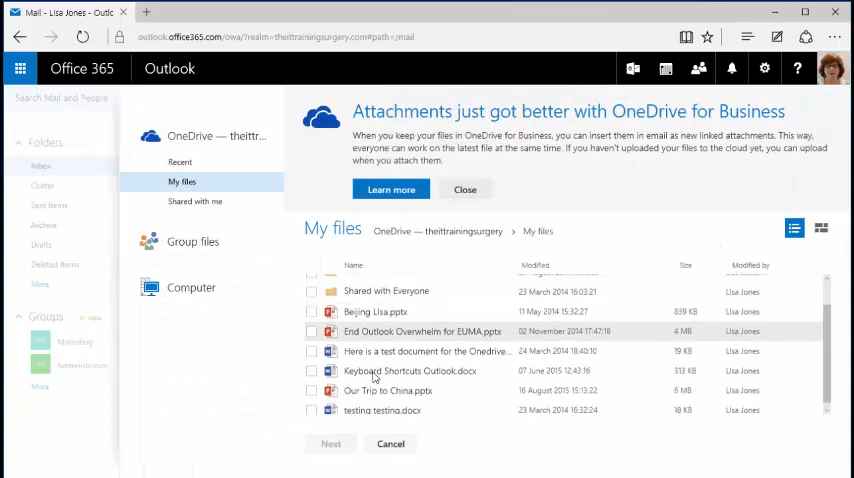 Mail - LIsa Jones - Outlc
outlook.office365.com/owa/?realm=theittrainingsurgery.com#path=/mail
Office 365
Outlook
Search Mail and People
Folders
Inbox
Clutter
Sent Items
Archive
Drafts
Deleted Items
More
Groups
New
Marketing
Administration
More
OneDrive — theittr...
Recent
My files
Shared with me
Group files
Computer
Attachments just got better with OneDrive for Business
When you keep your files in OneDrive for Business, you can insert them in email as new linked attachments. This way,
everyone can work on the latest file at the same time. If you haven't uploaded your files to the cloud yet, you can upload
when you attach them.
Learn more
Close
My files OneDrive — theittrainingsurgery > My files
Name Modified Size Modified by
Shared with Everyone 23 March 2014 16:03:21 LIsa Jones
Beijing LIsa.pptx 11 May 2014 15:32:57 839 KB LIsa Jones
End Outlook Overwhelm for EUMA.pptx 02 November 2014 17:47:18 4 MB LIsa Jones
Here is a test document for the Onedrive... 24 March 2014 18:40:10 19 KB LIsa Jones
Keyboard Shortcuts Outlook.docx 07 June 2015 12:43:16 313 KB LIsa Jones
Our Trip to China.pptx 16 August 2015 15:13:22 6 MB LIsa Jones
testing testing.docx 23 March 2014 16:32:24 18 KB LIsa Jones
Next
Cancel